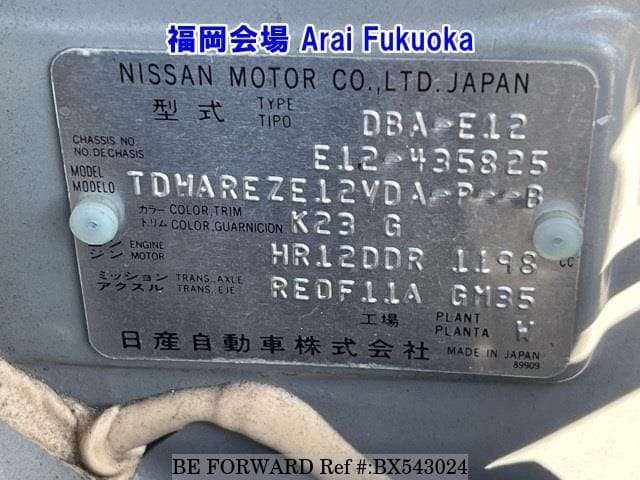 福岡会場 Arai Fukuoka
NISSAN MOTOR CO.,LTD. JAPAN
型式 TYPE TIPO DBA-E12
CHASSIS NO. NO.DE CHASIS E12-435825
MODEL MODELO TDHAREZE12VDA-P--B
カラー COLOR,TRIM トリム COLOR,GUARNICION K23 G
ジン ENGINE MOTOR HR12DDR 1198 CC
ミッション TRANS.,AXLE アクスル TRANS.,EJE RE0F11A GM35
工場 PLANT PLANTA W
日産自動車株式会社 MADE IN JAPAN
89909
BE FORWARD Ref #:BX543024